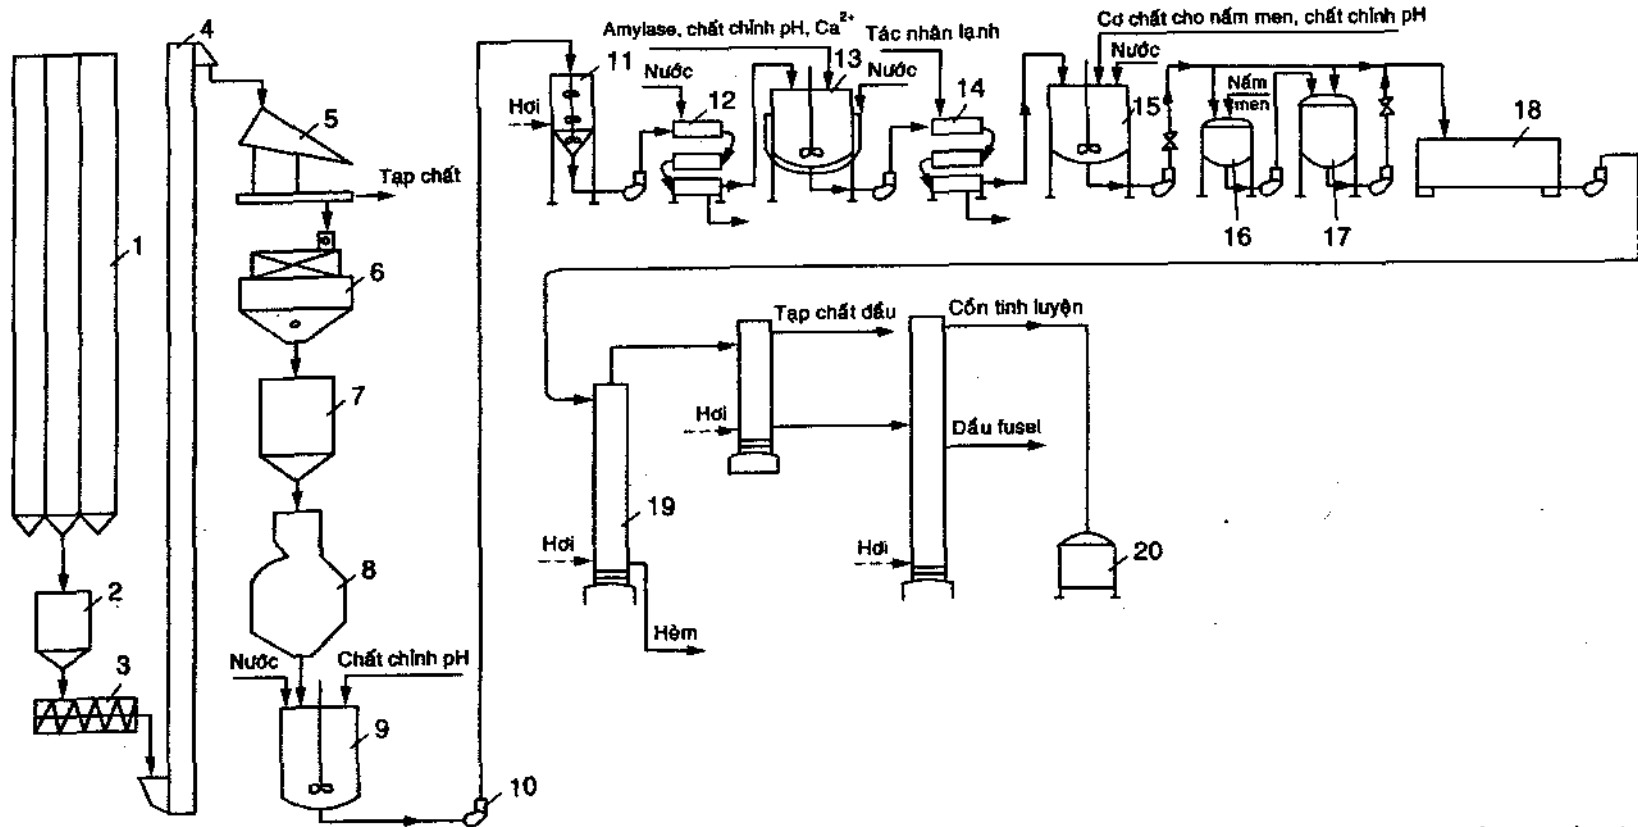 4
Amylase, chất chỉnh pH, Ca²⁺
Tác nhân lạnh
Cơ chất cho nấm men, chất chỉnh pH
11
Nước
13
Nước
Nước
Hơi
12
14
15
Nấm
men
18
5
Tạp chất
16
17
1
6
Tạp chất đầu
Cồn tinh luyện
7
Hơi
Dầu fusel
19
8
Hơi
Hơi
20
2
Hèm
Nước
Chất chỉnh pH
3
9
10